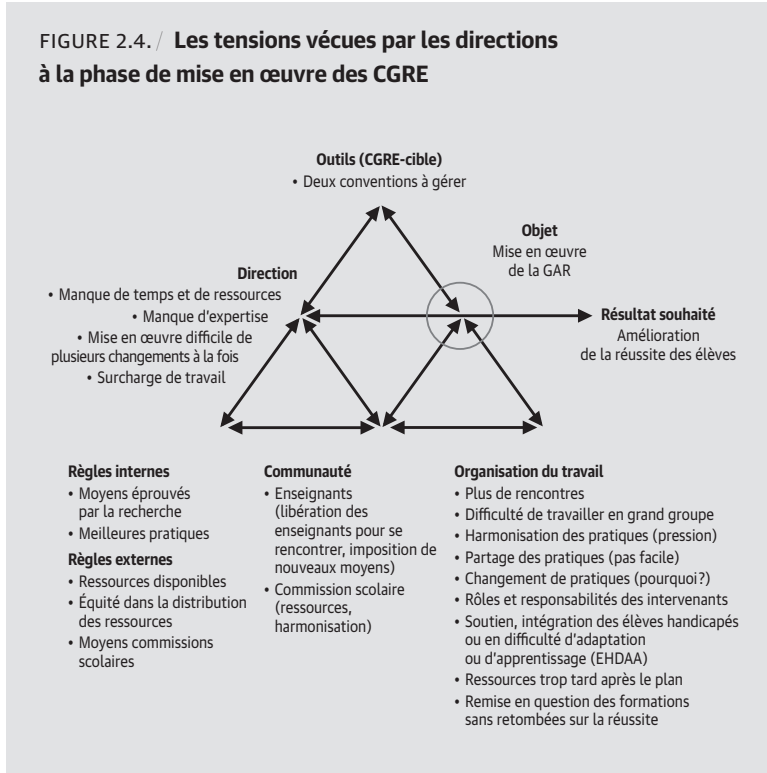 FIGURE 2.4. / Les tensions vécues par les directions
à la phase de mise en œuvre des CGRE
Outils (CGRE-cible)
• Deux conventions à gérer
Objet
Mise en œuvre
de la GAR
Direction
• Manque de temps et de ressources
• Manque d'expertise
• Mise en œuvre difficile de
plusieurs changements à la fois
• Surcharge de travail
Résultat souhaité
Amélioration
de la réussite des élèves
Règles internes
• Moyens éprouvés
par la recherche
• Meilleures pratiques
Règles externes
• Ressources disponibles
• Équité dans la distribution
des ressources
• Moyens commissions
scolaires
Communauté
• Enseignants
(libération des
enseignants pour se
rencontrer, imposition de
nouveaux moyens)
• Commission scolaire
(ressources,
harmonisation)
Organisation du travail
• Plus de rencontres
• Difficulté de travailler en grand groupe
• Harmonisation des pratiques (pression)
• Partage des pratiques (pas facile)
• Changement de pratiques (pourquoi?)
• Rôles et responsabilités des intervenants
• Soutien, intégration des élèves handicapés
ou en difficulté d'adaptation
ou d'apprentissage (EHDAA)
• Ressources trop tard après le plan
• Remise en question des formations
sans retombées sur la réussite